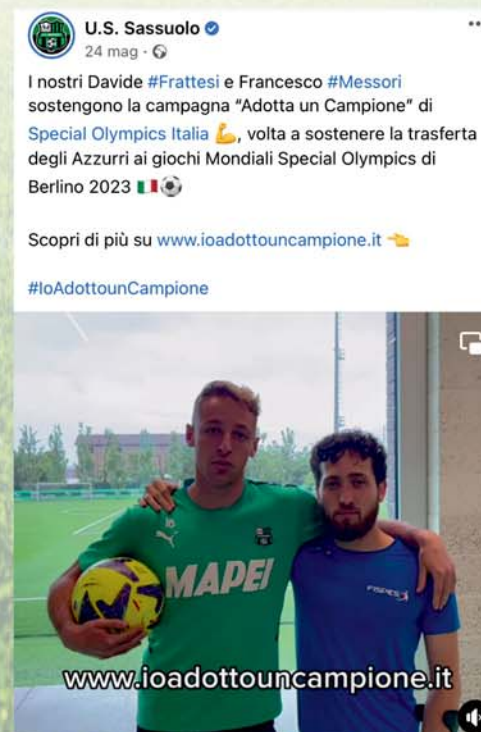 U.S. Sassuolo
24 mag ·
I nostri Davide #Frattesi e Francesco #Messori
sostengono la campagna “Adotta un Campione” di
Special Olympics Italia 💪, volta a sostenere la trasferta
degli Azzurri ai giochi Mondiali Special Olympics di
Berlino 2023 🇮🇹⚽
Scopri di più su www.ioadottouncampione.it 👈
#IoAdottounCampione
16
MAPEI
FISPES
www.ioadottouncampione.it